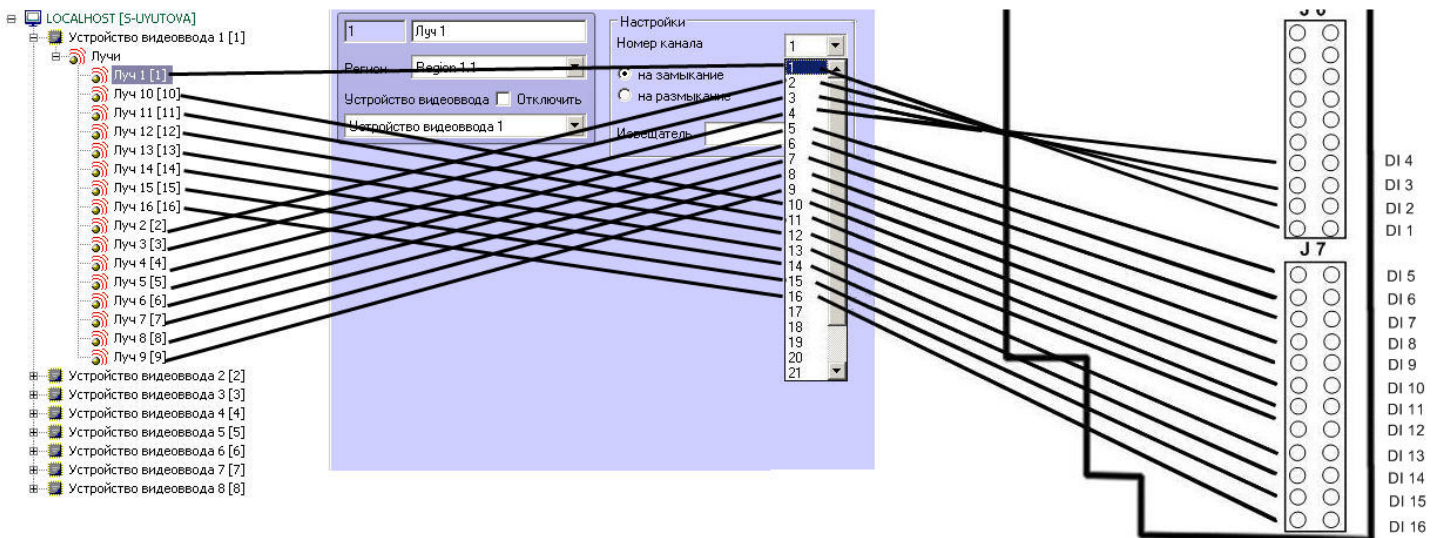 LOCALHOST [S-UYUTOVA]
Устройство видеоввода 1 [1]
Лучи
Луч 1 [1]
Луч 10 [10]
Луч 11 [11]
Луч 12 [12]
Луч 13 [13]
Луч 14 [14]
Луч 15 [15]
Луч 16 [16]
Луч 2 [2]
Луч 3 [3]
Луч 4 [4]
Луч 5 [5]
Луч 6 [6]
Луч 7 [7]
Луч 8 [8]
Луч 9 [9]
Устройство видеоввода 2 [2]
Устройство видеоввода 3 [3]
Устройство видеоввода 4 [4]
Устройство видеоввода 5 [5]
Устройство видеоввода 6 [6]
Устройство видеоввода 7 [7]
Устройство видеоввода 8 [8]
1 Луч 1
Регион Region 1.1
Устройство видеоввода Отключить
Устройство видеоввода 1
Настройки
Номер канала 1
на замыкание
на размыкание
Извещатель
1
2
3
4
5
6
7
8
9
10
11
12
13
14
15
16
17
18
19
20
21
J 6
DI 4
DI 3
DI 2
DI 1
J 7
DI 5
DI 6
DI 7
DI 8
DI 9
DI 10
DI 11
DI 12
DI 13
DI 14
DI 15
DI 16